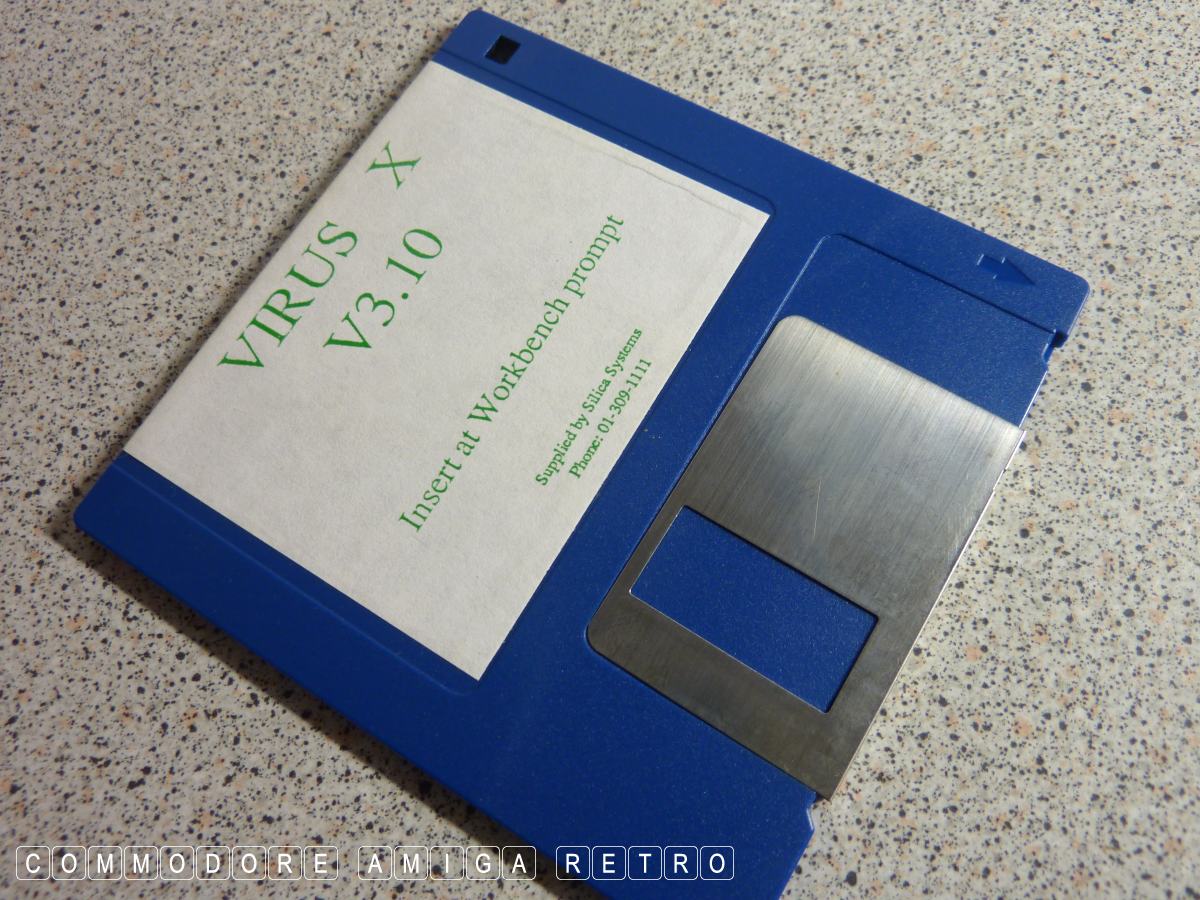 VIRUS X
V3.10
Insert at Workbench prompt
Supplied by Silica Systems
Phone: 01-309-1111
COMMODORE AMIGA RETRO